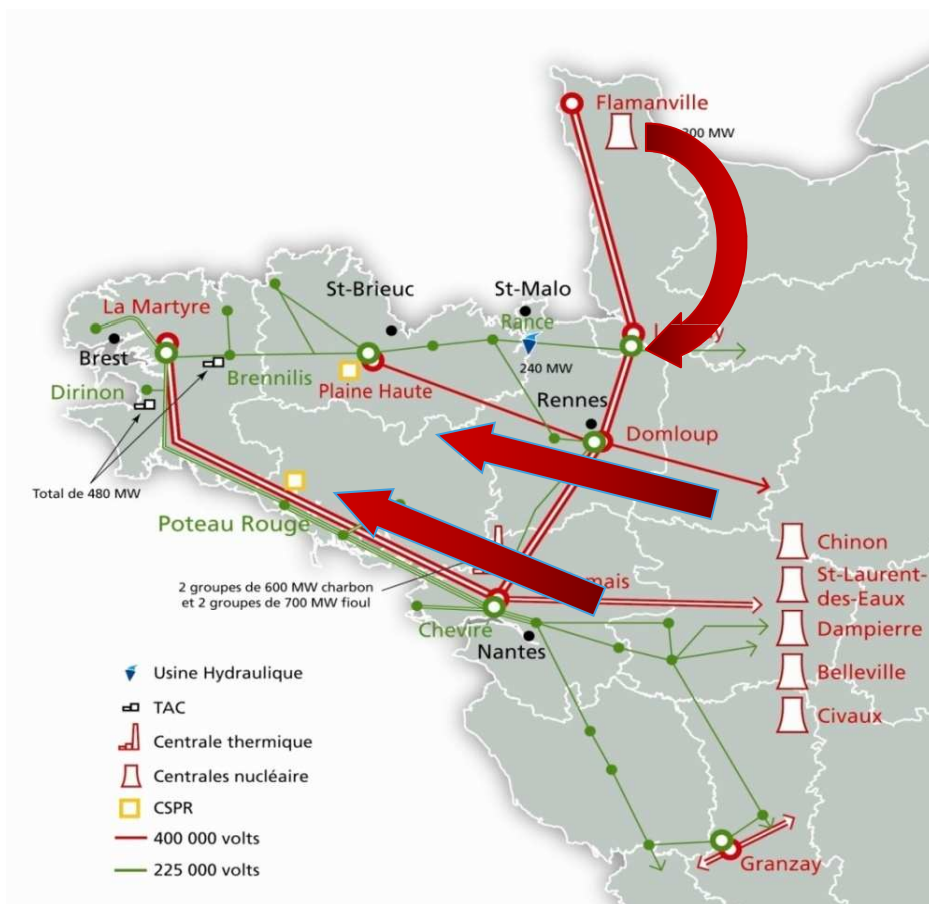 Flamanville
300 MW
St-Brieuc
St-Malo
La Martyre
Rance
Brest
Brennilis
240 MW
Plaine Haute
Dirinon
Rennes
Domloup
Total de 480 MW
Poteau Rouge
Chinon
St-Laurent-
des-Eaux
2 groupes de 600 MW charbon
et 2 groupes de 700 MW fioul
mais
Dampierre
Cheviré
Nantes
Belleville
Civaux
Usine Hydraulique
TAC
Centrale thermique
Centrales nucléaire
CSPR
400 000 volts
225 000 volts
Granzay